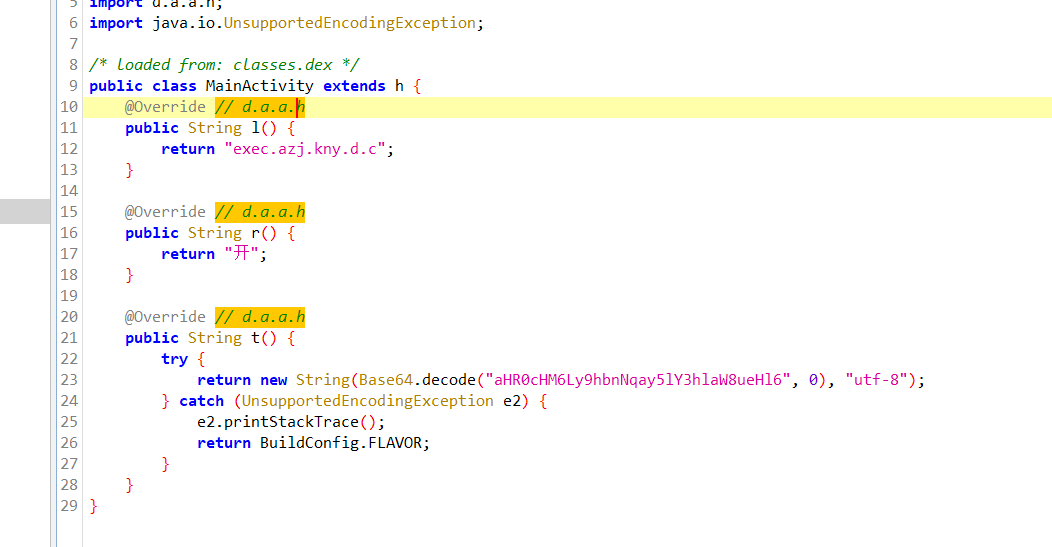 5 import d.a.a.h;
6 import java.io.UnsupportedEncodingException;
7
8 /* loaded from: classes.dex */
9 public class MainActivity extends h {
10 @Override // d.a.a.h
11 public String l() {
12 return "exec.azj.kny.d.c";
13 }
14
15 @Override // d.a.a.h
16 public String r() {
17 return "开";
18 }
19
20 @Override // d.a.a.h
21 public String t() {
22 try {
23 return new String(Base64.decode("aHR0cHM6Ly9hbnNqay5lY3hlaW8ueHl6", 0), "utf-8");
24 } catch (UnsupportedEncodingException e2) {
25 e2.printStackTrace();
26 return BuildConfig.FLAVOR;
27 }
28 }
29 }